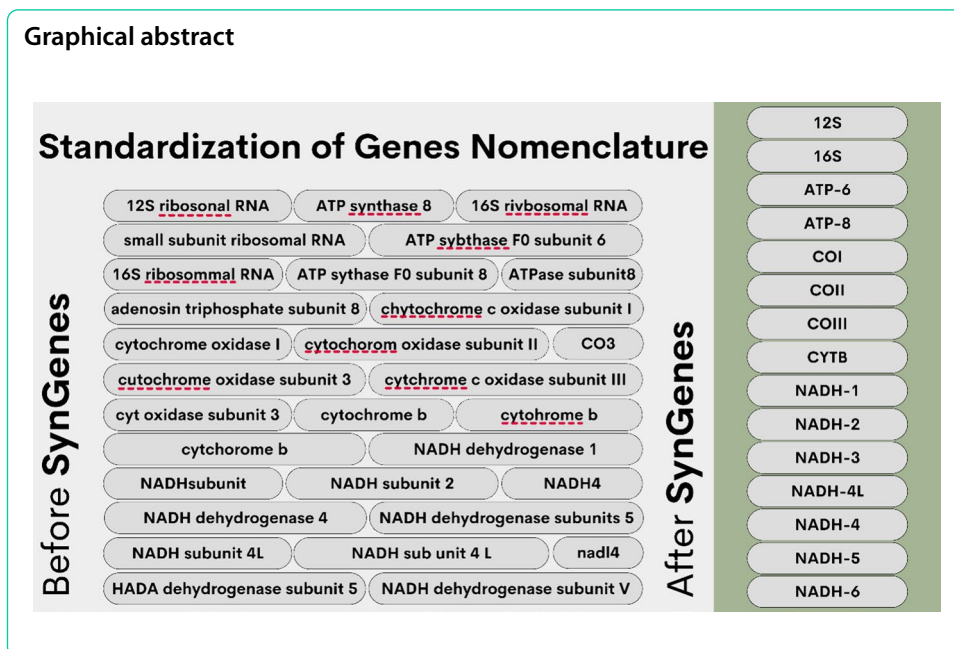 Graphical abstract
Standardization of Genes Nomenclature
Before SynGenes
12S ribosonal RNA ATP synthase 8 16S rivbosomal RNA
small subunit ribosomal RNA ATP sybthase F0 subunit 6
16S ribosommal RNA ATP sythase F0 subunit 8 ATPase subunit8
adenosin triphosphate subunit 8 chytochrome c oxidase subunit I
cytochrome oxidase I cytochorom oxidase subunit II CO3
cutochrome oxidase subunit 3 cytchrome c oxidase subunit III
cyt oxidase subunit 3 cytochrome b cytohrome b
cytchorome b NADH dehydrogenase 1
NADHsubunit NADH subunit 2 NADH4
NADH dehydrogenase 4 NADH dehydrogenase subunits 5
NADH subunit 4L NADH sub unit 4 L nadl4
HADA dehydrogenase subunit 5 NADH dehydrogenase subunit V
After SynGenes
12S
16S
ATP-6
ATP-8
COI
COII
COIII
CYTB
NADH-1
NADH-2
NADH-3
NADH-4L
NADH-4
NADH-5
NADH-6